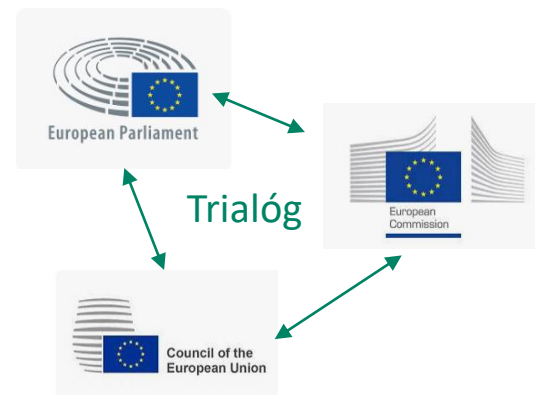 European Parliament
Trialóg
European
Commission
Council of the
European Union